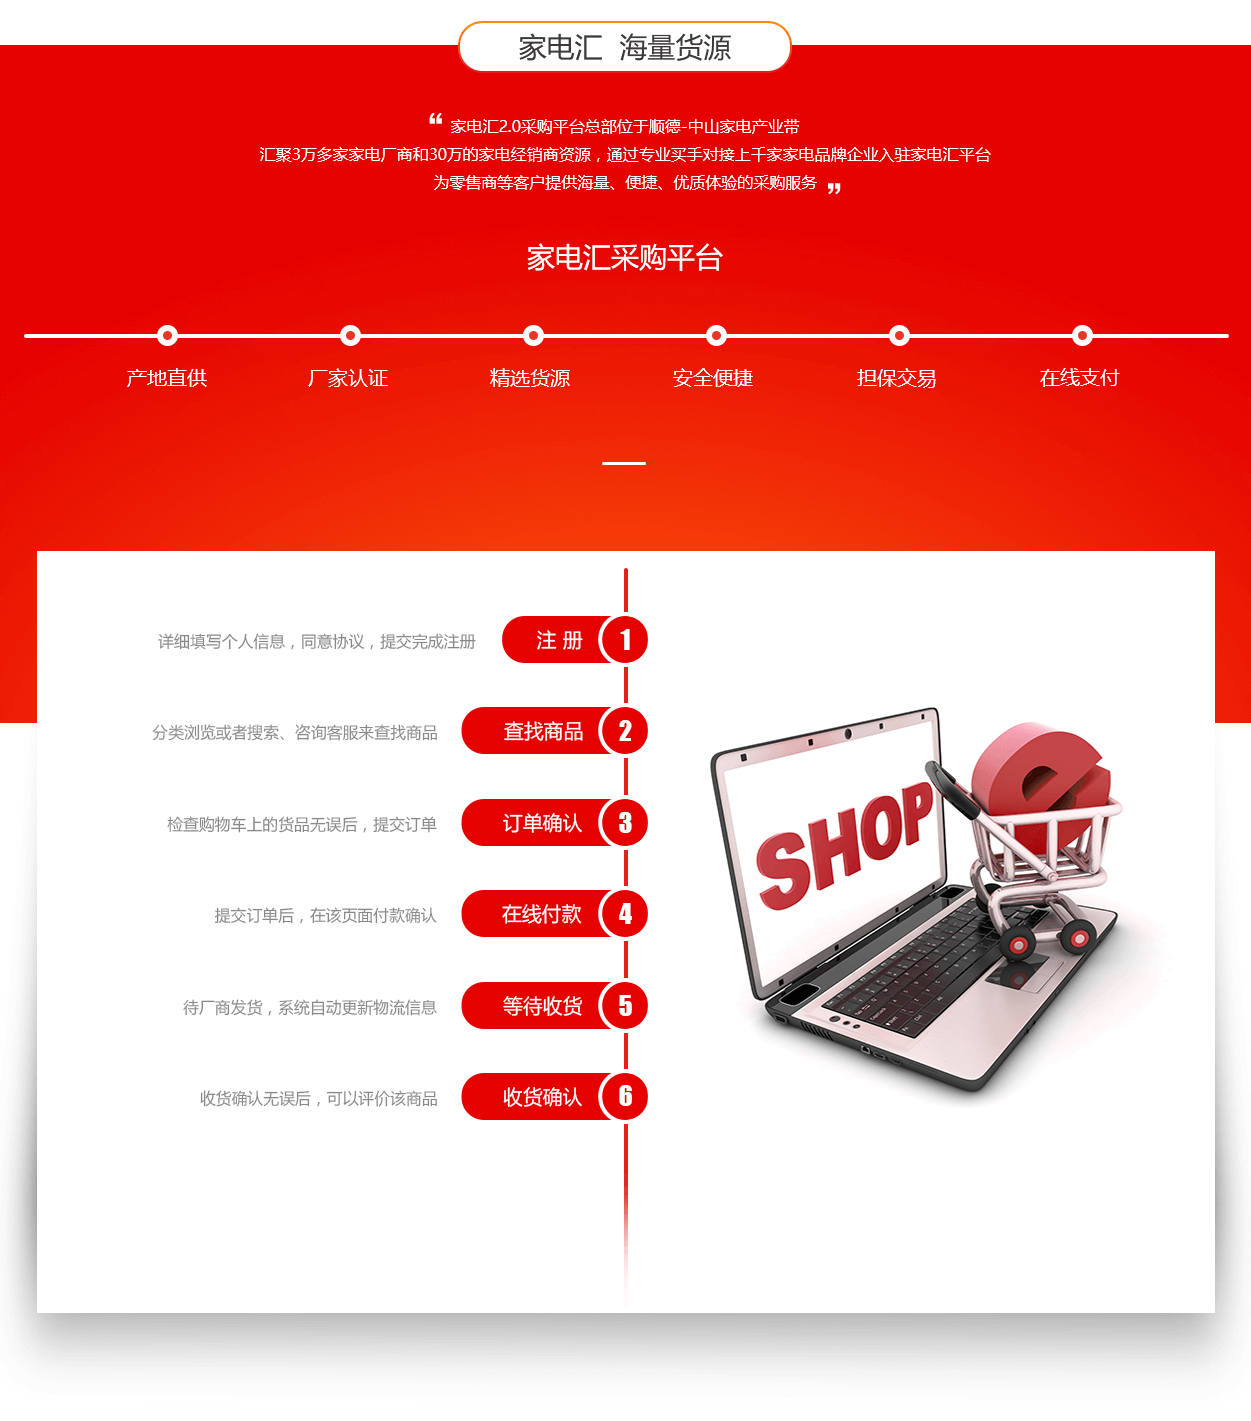 家电汇 海量货源
“ 家电汇2.0采购平台总部位于顺德-中山家电产业带
汇聚3万多家家电厂商和30万的家电经销商资源，通过专业买手对接上千家家电品牌企业入驻家电汇平台
为零售商等客户提供海量、便捷、优质体验的采购服务 ”
家电汇采购平台
产地直供 厂家认证 精选货源 安全便捷 担保交易 在线支付
详细填写个人信息，同意协议，提交完成注册 注 册 1
分类浏览或者搜索、咨询客服来查找商品 查找商品 2
检查购物车上的货品无误后，提交订单 订单确认 3
提交订单后，在该页面付款确认 在线付款 4
待厂商发货，系统自动更新物流信息 等待收货 5
收货确认无误后，可以评价该商品 收货确认 6
SHOP
e